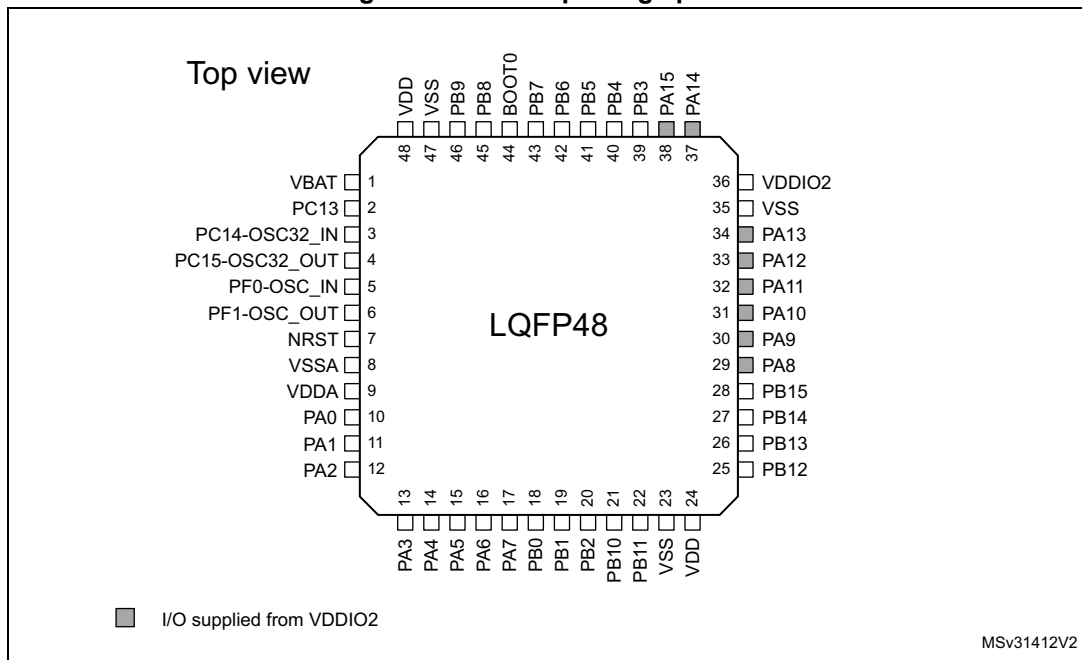 Top view
VDD
VSS
PB9
PB8
BOOT0
PB7
PB6
PB5
PB4
PB3
PA15
PA14
48
47
46
45
44
43
42
41
40
39
38
37
VBAT 1
PC13 2
PC14-OSC32_IN 3
PC15-OSC32_OUT 4
PF0-OSC_IN 5
PF1-OSC_OUT 6
NRST 7
VSSA 8
VDDA 9
PA0 10
PA1 11
PA2 12
LQFP48
36 VDDIO2
35 VSS
34 PA13
33 PA12
32 PA11
31 PA10
30 PA9
29 PA8
28 PB15
27 PB14
26 PB13
25 PB12
13
14
15
16
17
18
19
20
21
22
23
24
PA3
PA4
PA5
PA6
PA7
PB0
PB1
PB2
PB10
PB11
VSS
VDD
I/O supplied from VDDIO2
MSv31412V2